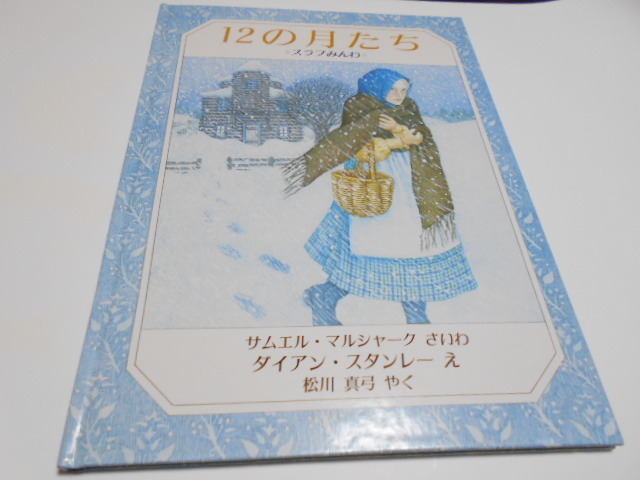 12の月たち
-スラブみんわ-
サムエル・マルシャーク さいわ
ダイアン・スタンレー え
松川 真弓 やく